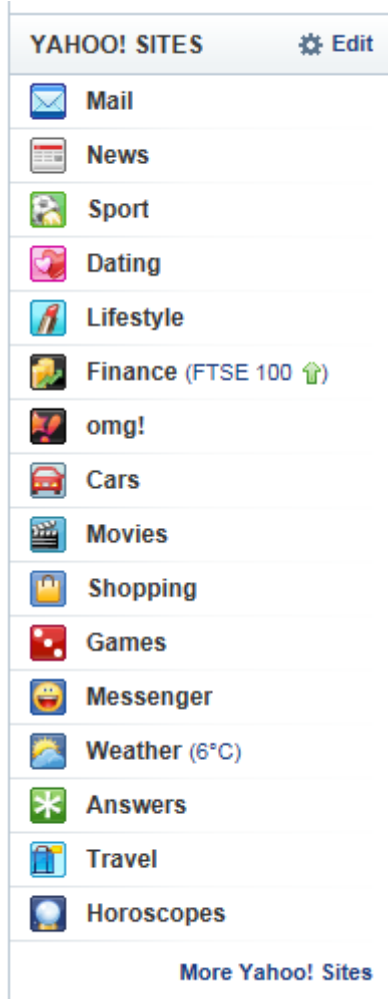 YAHOO! SITES Edit
Mail
News
Sport
Dating
Lifestyle
Finance (FTSE 100 )
omg!
Cars
Movies
Shopping
Games
Messenger
Weather (6°C)
Answers
Travel
Horoscopes
More Yahoo! Sites